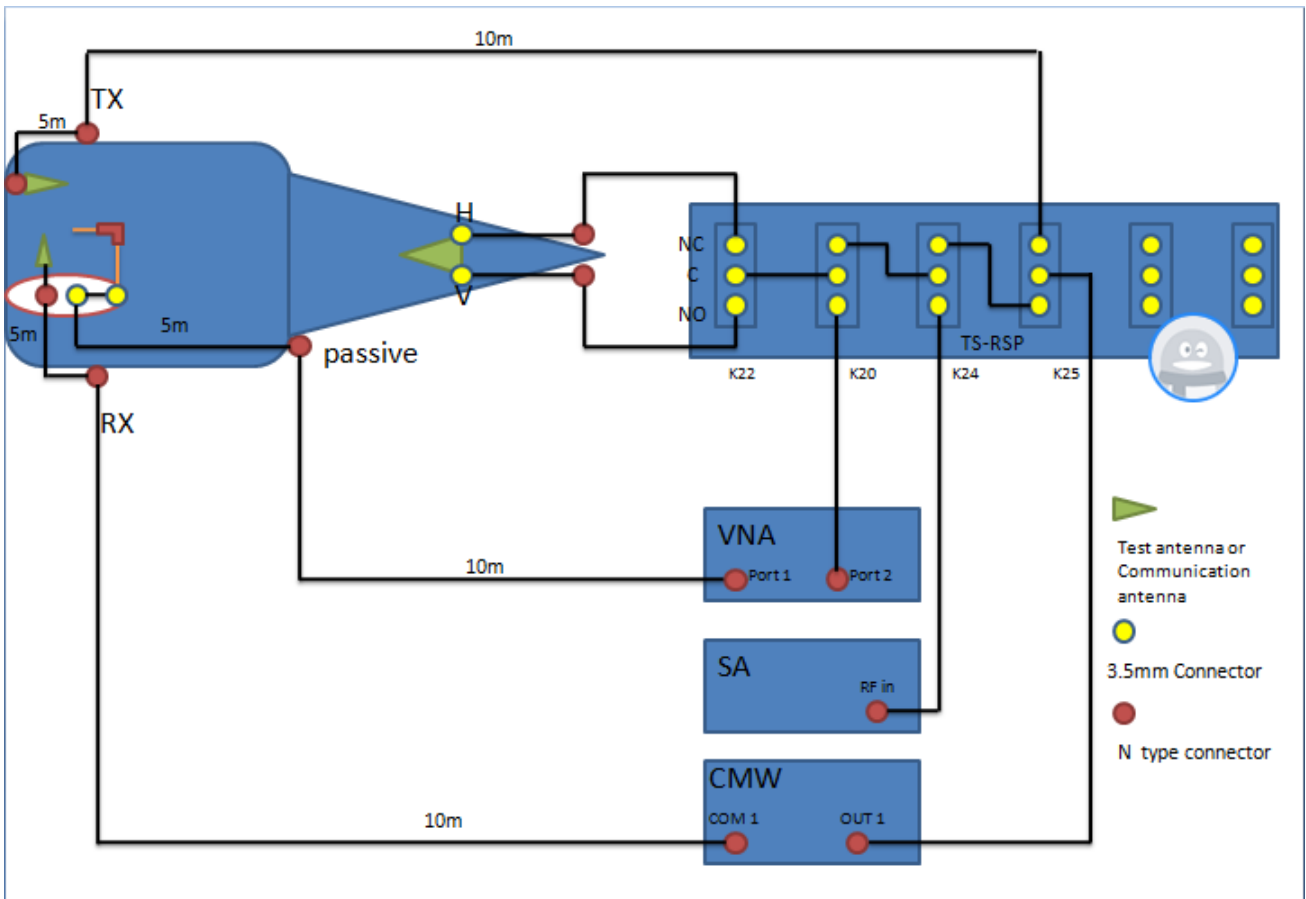 10m
TX
5m
H
V
NC
C
NO
TS-RSP
5m
5m
passive
K22
K20
K24
K25
RX
VNA
Port 1
Port 2
10m
Test antenna or
Communication
antenna
SA
RF in
3.5mm Connector
N type connector
CMW
COM 1
OUT 1
10m